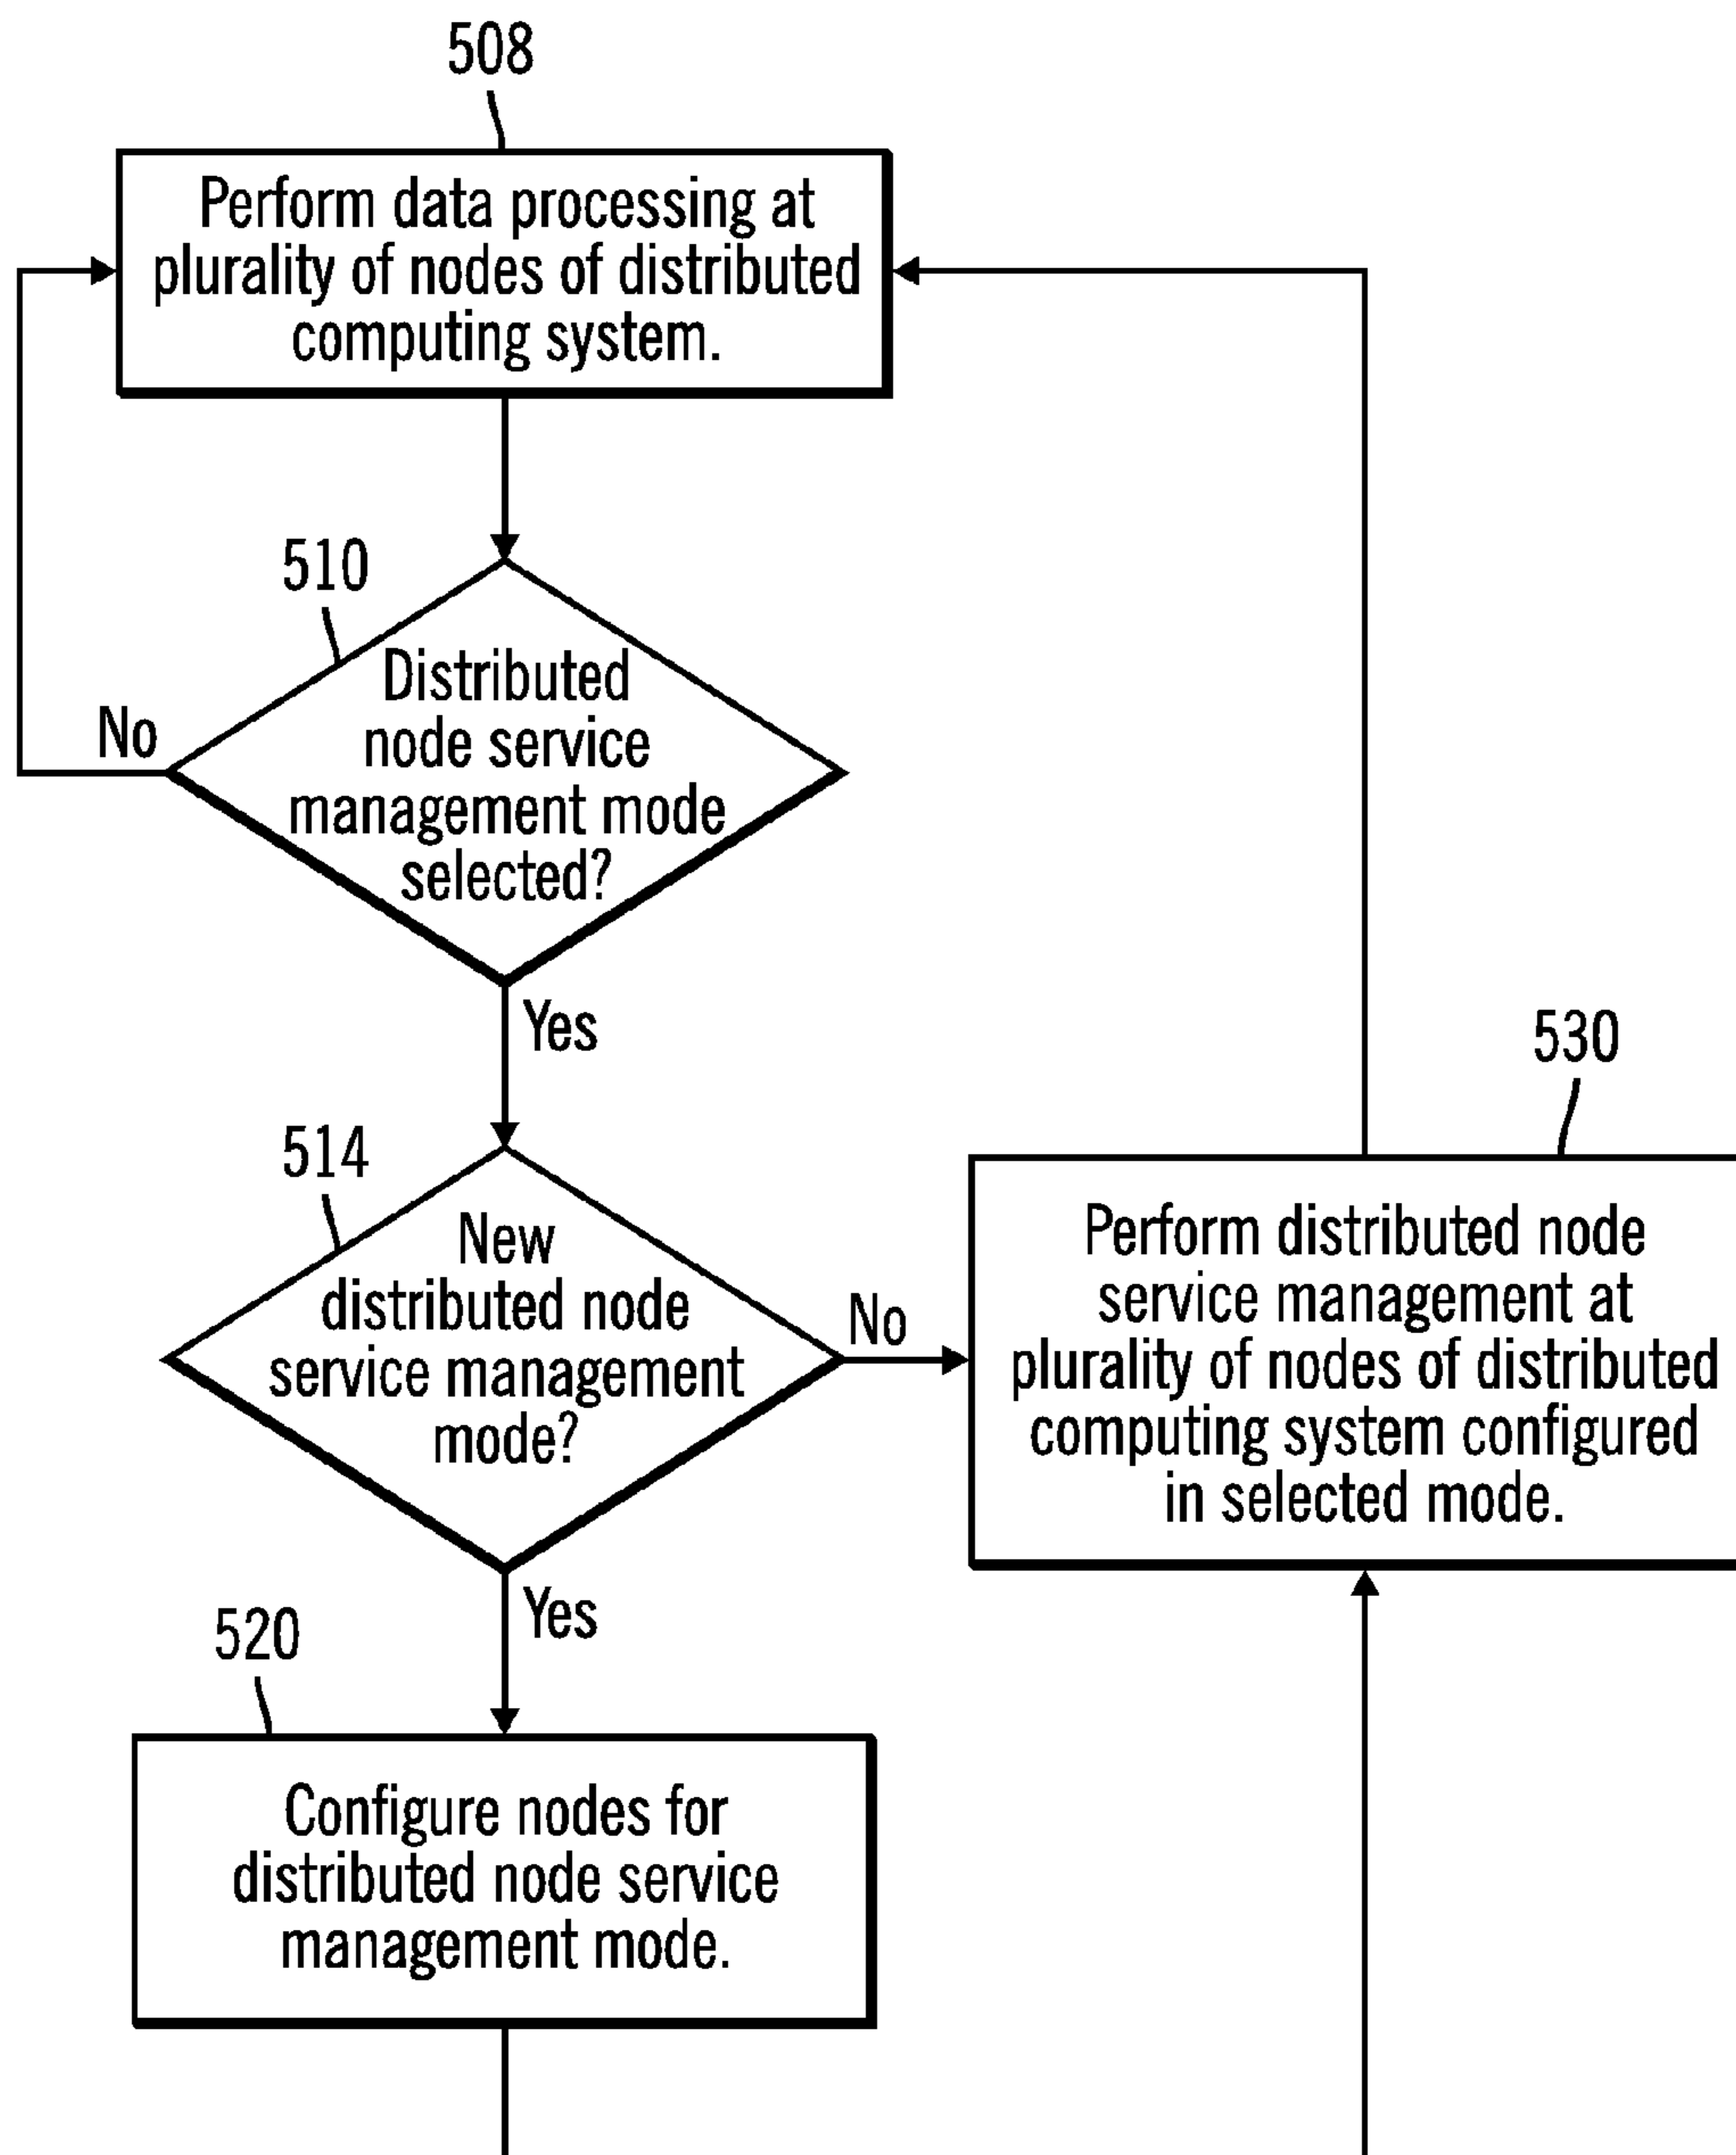 508
Perform data processing at
plurality of nodes of distributed
computing system.
510
Distributed
node service
management mode
selected?
No
Yes
514
New
distributed node
service management
mode?
No
Yes
530
Perform distributed node
service management at
plurality of nodes of distributed
computing system configured
in selected mode.
520
Configure nodes for
distributed node service
management mode.